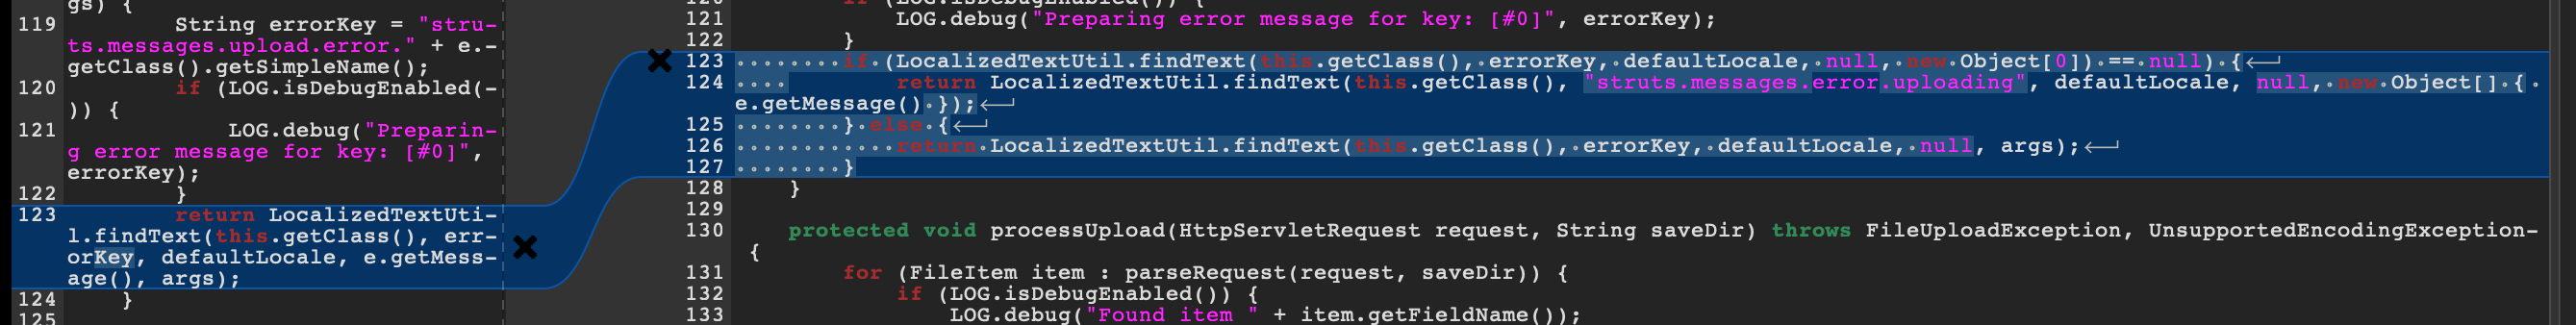 gs) {
119 String errorKey = "stru-
ts.messages.upload.error." + e.-
getClass().getSimpleName();
120 if (LOG.isDebugEnabled(-
)) {
121 LOG.debug("Preparin-
g error message for key: [#0]",
errorKey);
122 }
123 return LocalizedTextUti-
l.findText(this.getClass(), err-
orKey, defaultLocale, e.getMess-
age(), args);
124 }
125
120 if (LOG.isDebugEnabled()) {
121 LOG.debug("Preparing error message for key: [#0]", errorKey);
122 }
123 if (LocalizedTextUtil.findText(this.getClass(), errorKey, defaultLocale, null, new Object[0]) == null) {
124 return LocalizedTextUtil.findText(this.getClass(), "struts.messages.error.uploading", defaultLocale, null, new Object[] {
e.getMessage() });
125 } else {
126 return LocalizedTextUtil.findText(this.getClass(), errorKey, defaultLocale, null, args);
127 }
128 }
129
130 protected void processUpload(HttpServletRequest request, String saveDir) throws FileUploadException, UnsupportedEncodingException-
{
131 for (FileItem item : parseRequest(request, saveDir)) {
132 if (LOG.isDebugEnabled()) {
133 LOG.debug("Found item " + item.getFieldName());